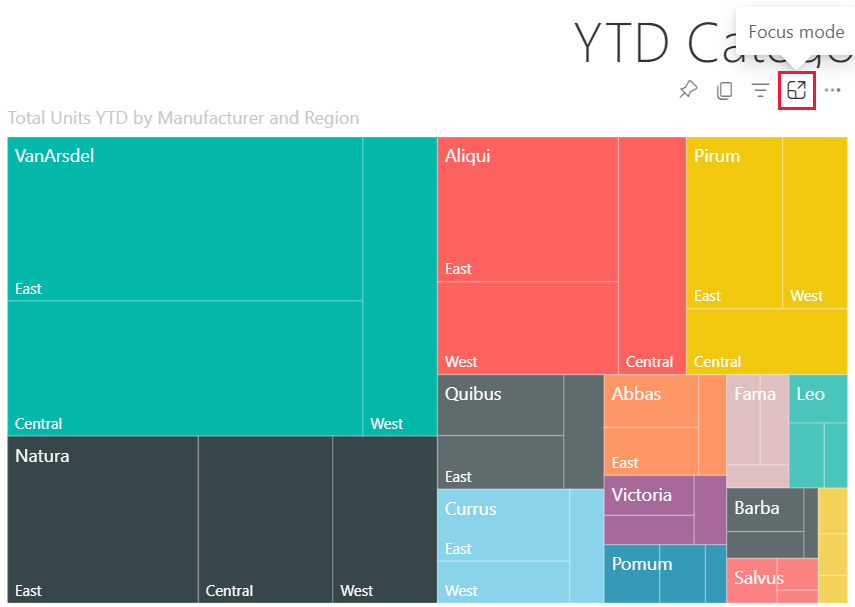 Focus mode
YTD Catego
Total Units YTD by Manufacturer and Region
VanArsdel
East
Central
West
Natura
East
Central
West
Aliqui
East
West
Central
Pirum
East
West
Central
Quibus
East
Currus
East
West
Abbas
East
Victoria
Pomum
Fama
Leo
Barba
Salvus